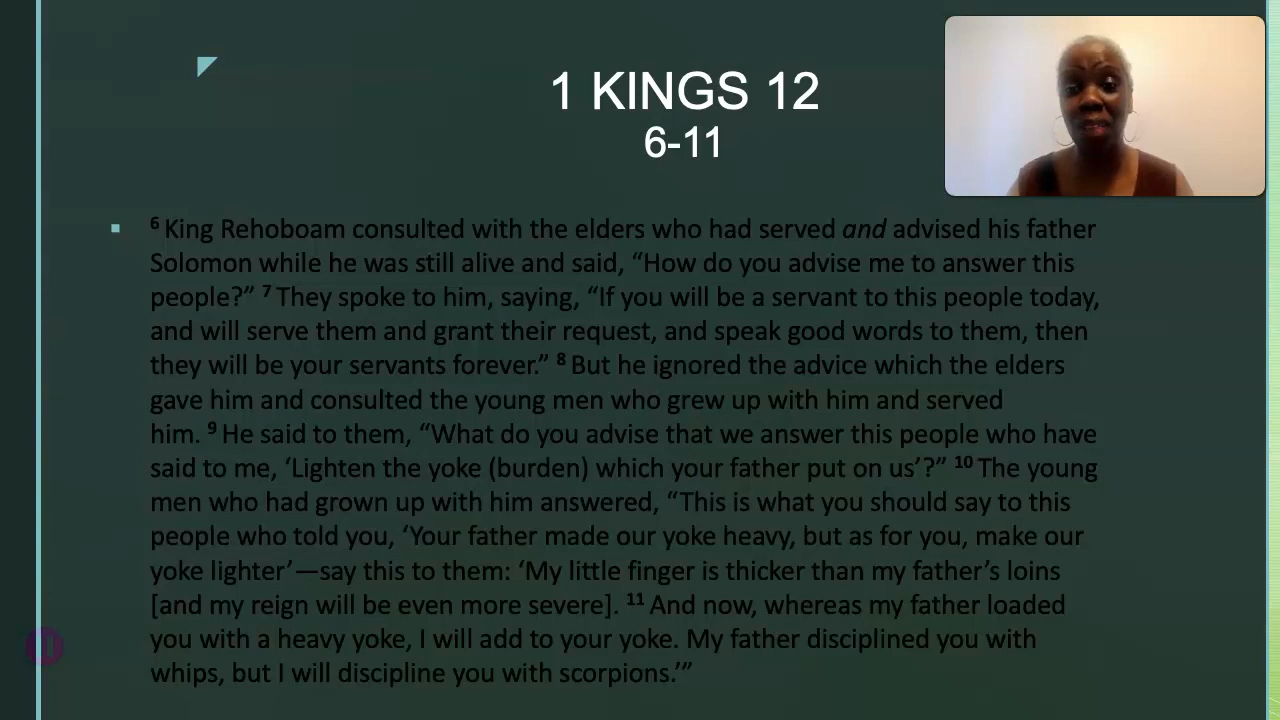 1 KINGS 12
6-11
6 King Rehoboam consulted with the elders who had served and advised his father
Solomon while he was still alive and said, “How do you advise me to answer this
people?” 7 They spoke to him, saying, “If you will be a servant to this people today,
and will serve them and grant their request, and speak good words to them, then
they will be your servants forever.” 8 But he ignored the advice which the elders
gave him and consulted the young men who grew up with him and served
him. 9 He said to them, “What do you advise that we answer this people who have
said to me, ‘Lighten the yoke (burden) which your father put on us’?” 10 The young
men who had grown up with him answered, “This is what you should say to this
people who told you, ‘Your father made our yoke heavy, but as for you, make our
yoke lighter’—say this to them: ‘My little finger is thicker than my father’s loins
[and my reign will be even more severe]. 11 And now, whereas my father loaded
you with a heavy yoke, I will add to your yoke. My father disciplined you with
whips, but I will discipline you with scorpions.’”